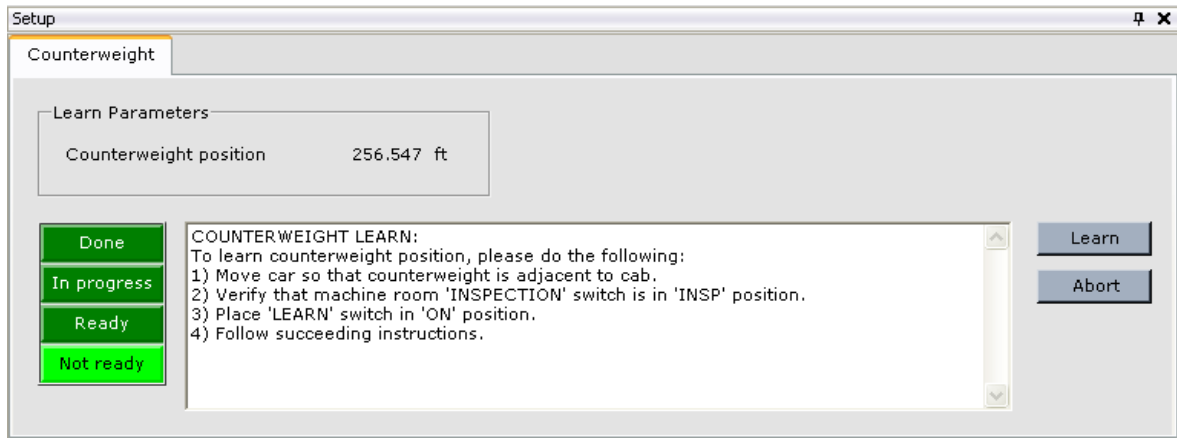 Setup
Counterweight
Learn Parameters
Counterweight position 256.547 ft
Done
In progress
Ready
Not ready
COUNTERWEIGHT LEARN:
To learn counterweight position, please do the following:
1) Move car so that counterweight is adjacent to cab.
2) Verify that machine room 'INSPECTION' switch is in 'INSP' position.
3) Place 'LEARN' switch in 'ON' position.
4) Follow succeeding instructions.
Learn
Abort